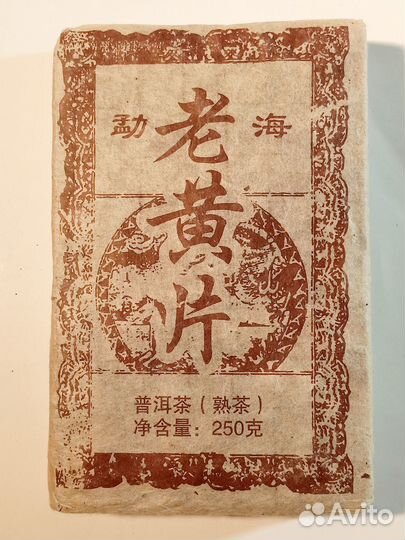 勐海
老黄片
普洱茶（熟茶）
净含量：250克
Avito